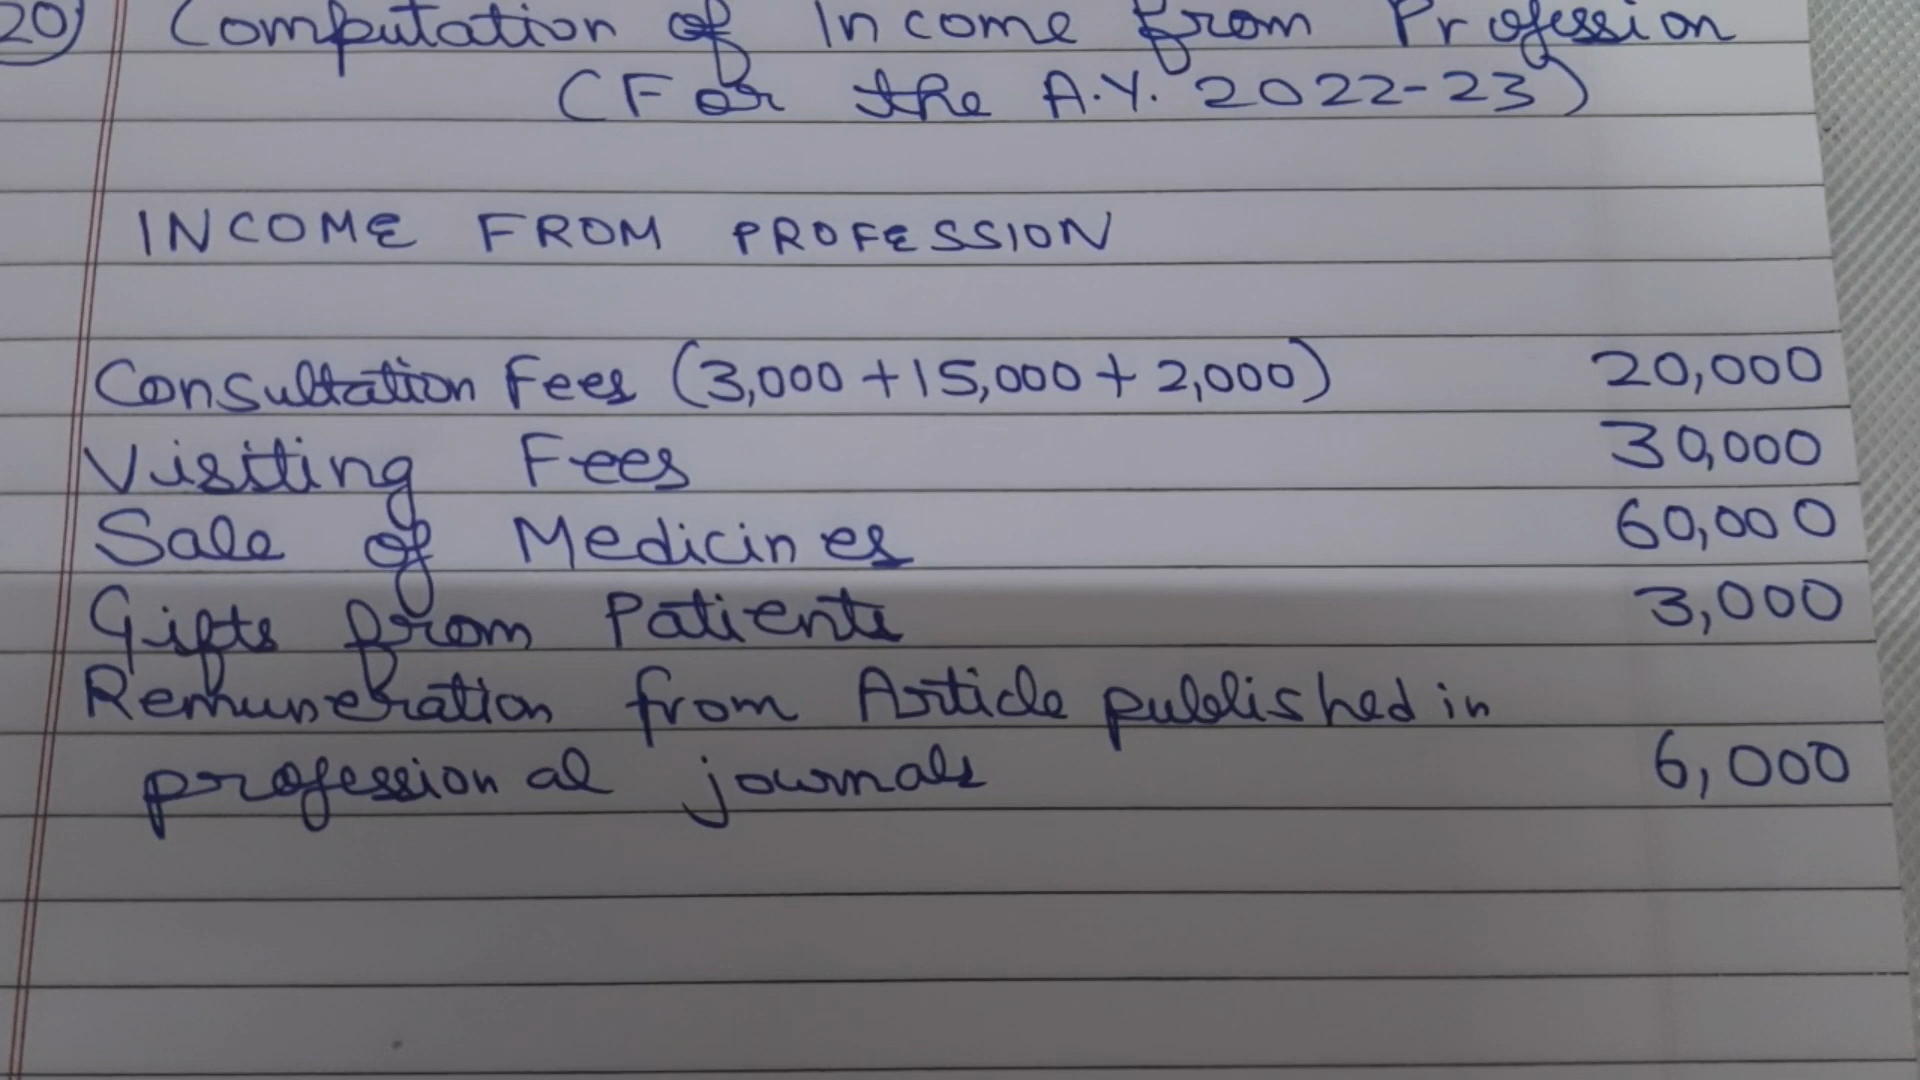 20) Computation of Income from Profession
(For the A.Y. 2022-23)
INCOME FROM PROFESSION
Consultation Fees (3,000 + 15,000 + 2,000) 20,000
Visiting Fees 30,000
Sale of Medicines 60,000
Gifts from Patients 3,000
Remuneration from Article published in
professional journals 6,000